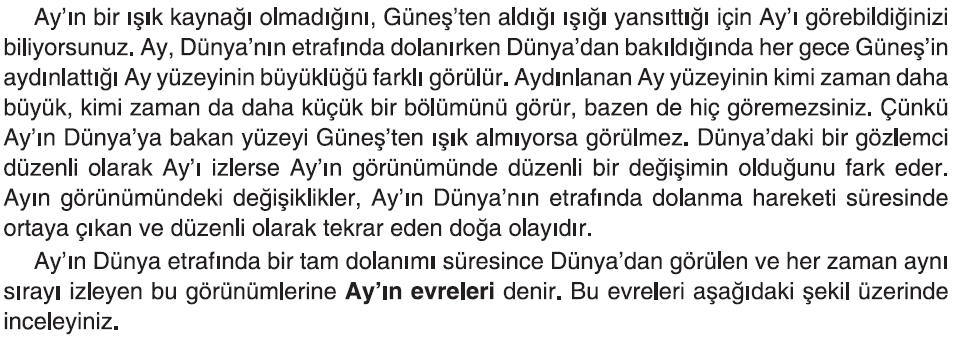 Ay’ın bir ışık kaynağı olmadığını, Güneş’ten aldığı ışığı yansıttığı için Ay’ı görebildiğinizi
biliyorsunuz. Ay, Dünya’nın etrafında dolanırken Dünya’dan bakıldığında her gece Güneş’in
aydınlattığı Ay yüzeyinin büyüklüğü farklı görülür. Aydınlanan Ay yüzeyinin kimi zaman daha
büyük, kimi zaman da daha küçük bir bölümünü görür, bazen de hiç göremezsiniz. Çünkü
Ay’ın Dünya’ya bakan yüzeyi Güneş’ten ışık almıyorsa görülmez. Dünya’daki bir gözlemci
düzenli olarak Ay’ı izlerse Ay’ın görünümünde düzenli bir değişimin olduğunu fark eder.
Ayın görünümündeki değişiklikler, Ay’ın Dünya’nın etrafında dolanma hareketi süresinde
ortaya çıkan ve düzenli olarak tekrar eden doğa olayıdır.
Ay’ın Dünya etrafında bir tam dolanımı süresince Dünya’dan görülen ve her zaman aynı
sırayı izleyen bu görünümlerine Ay’ın evreleri denir. Bu evreleri aşağıdaki şekil üzerinde
inceleyiniz.